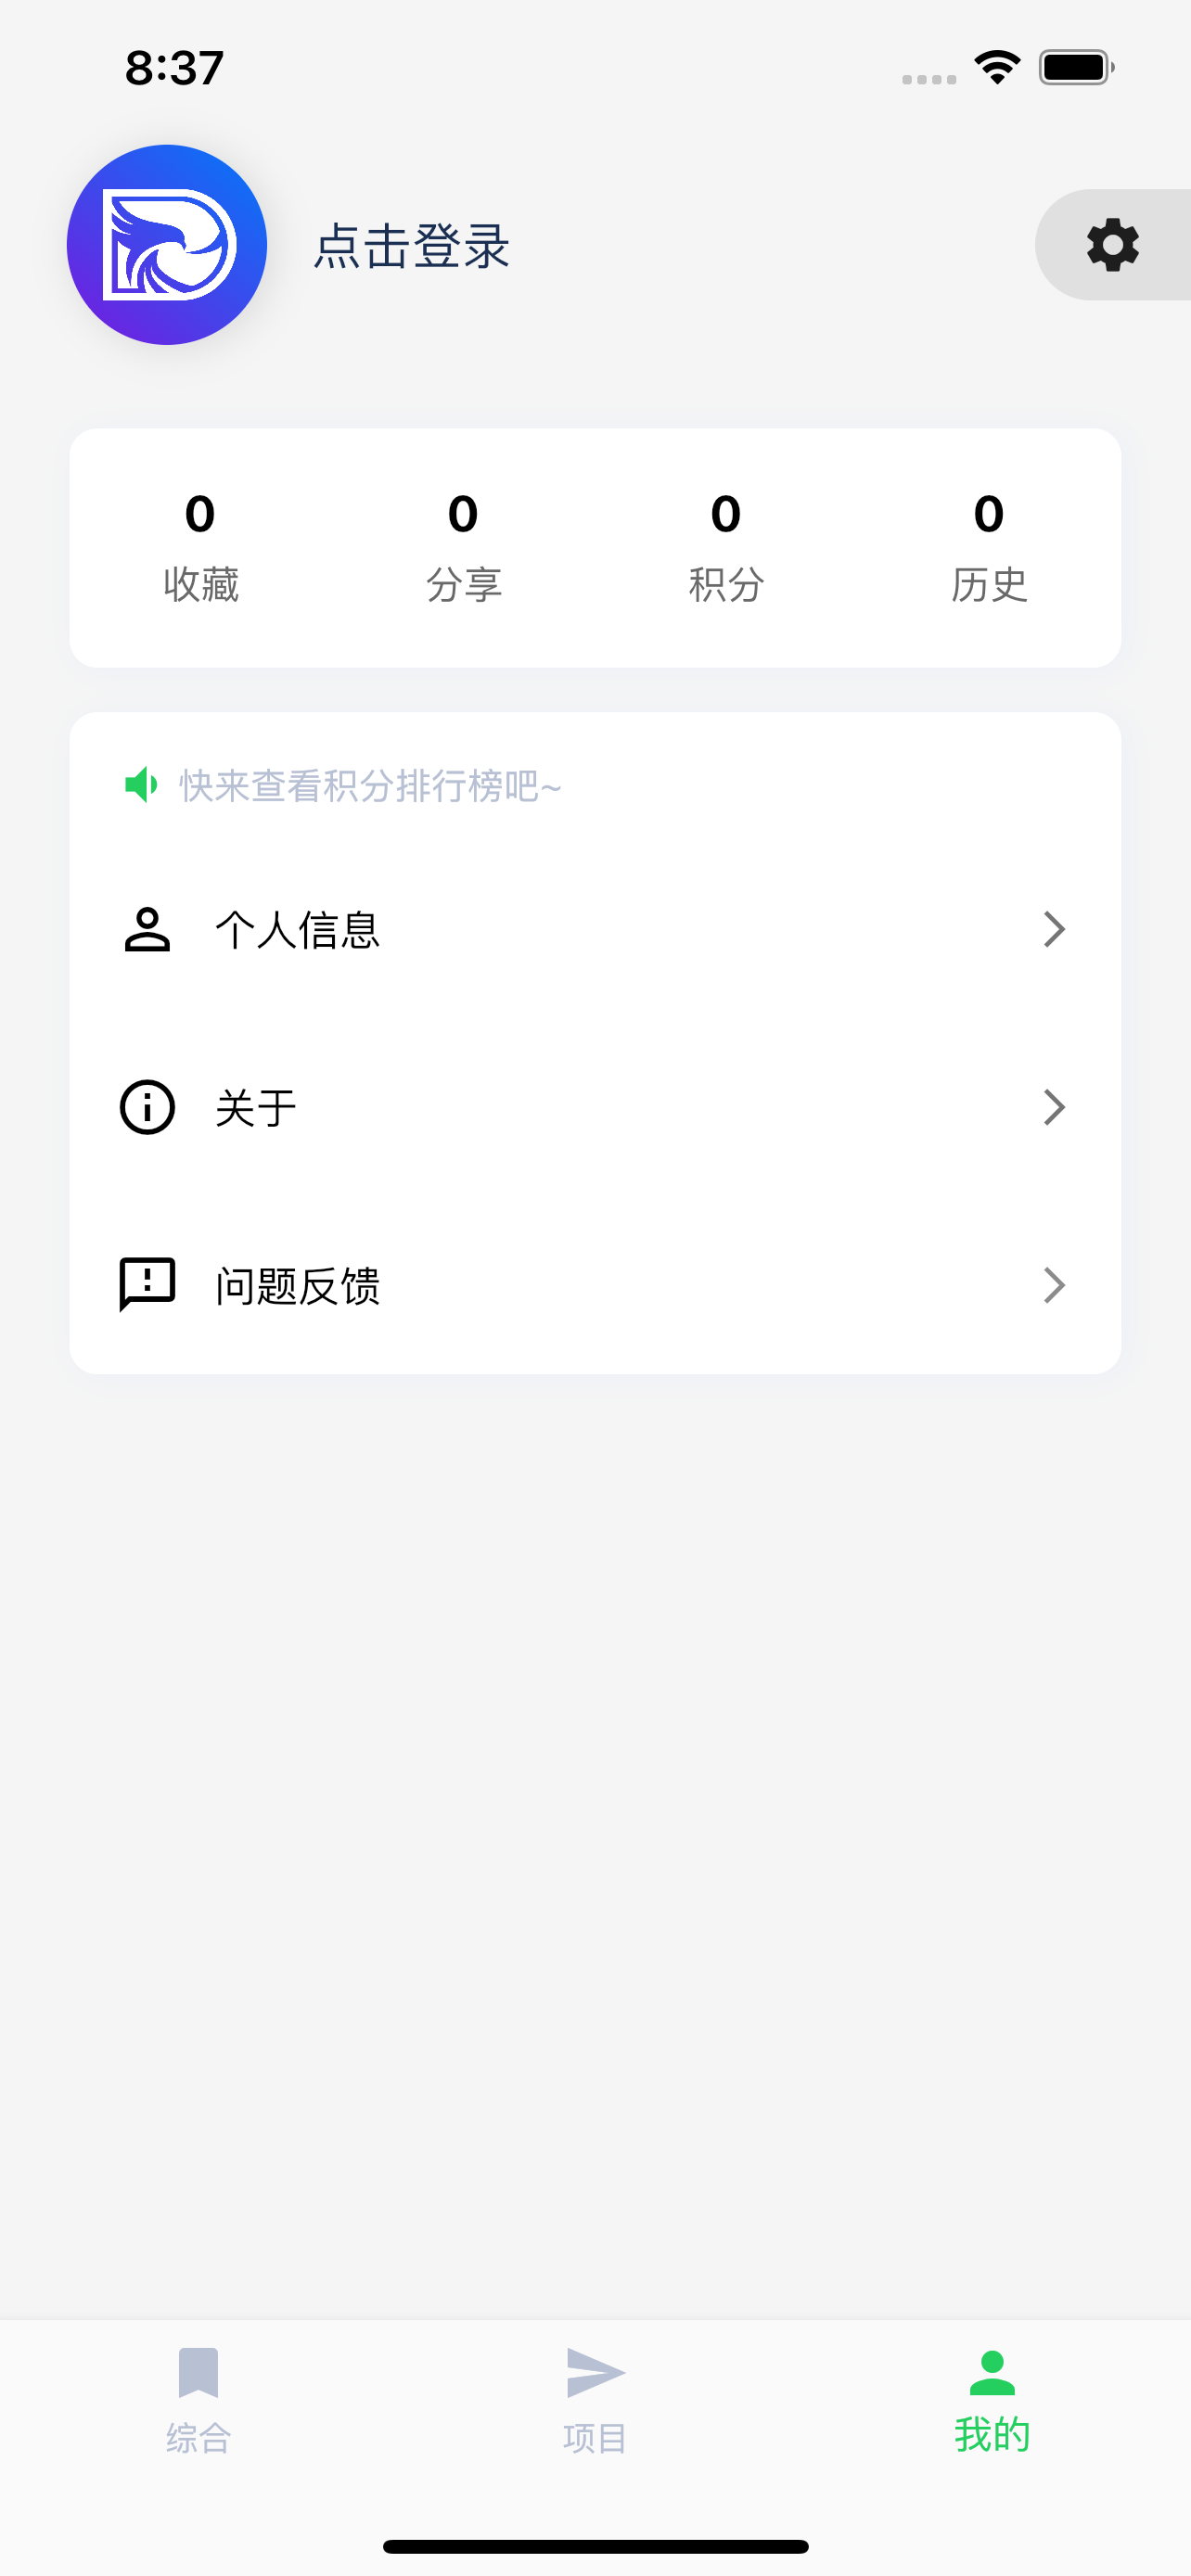 8:37
点击登录
0 0 0 0
收藏 分享 积分 历史
快来查看积分排行榜吧~
个人信息
关于
问题反馈
综合 项目 我的